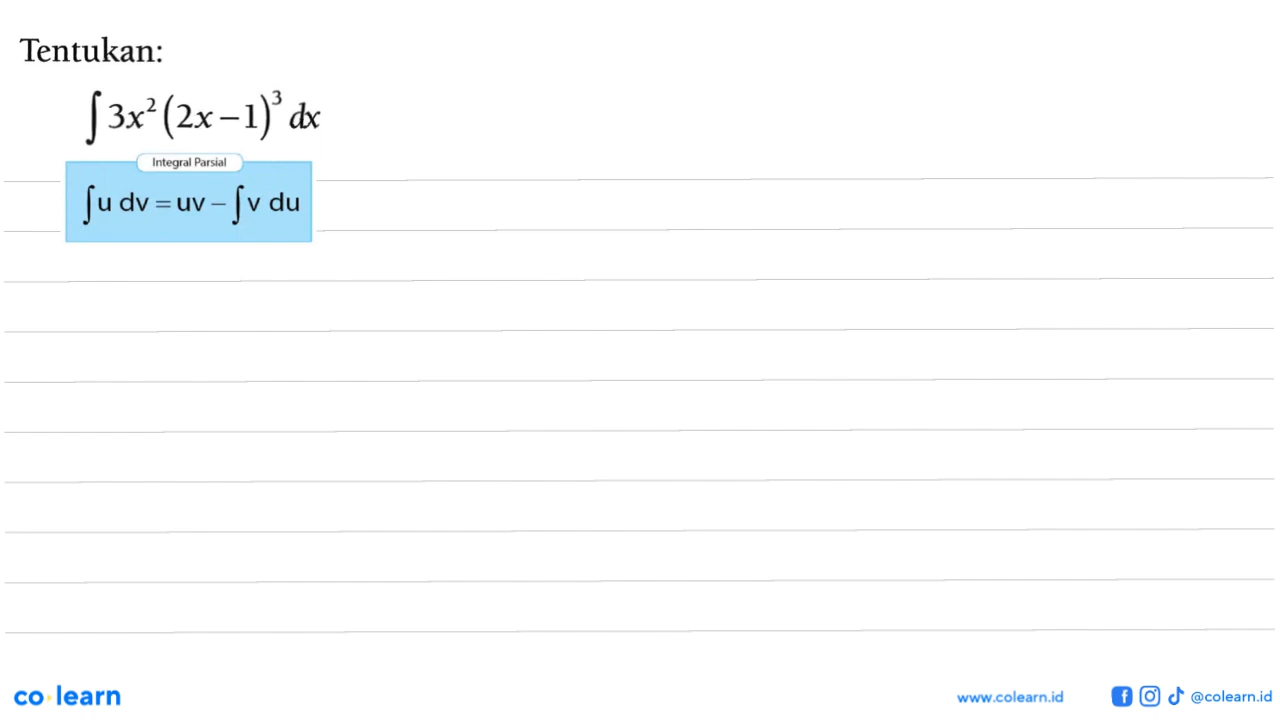 Tentukan:
∫ 3x² (2x − 1)³ dx
Integral Parsial
∫ u dv = uv − ∫ v du
co learn
www.colearn.id
@colearn.id